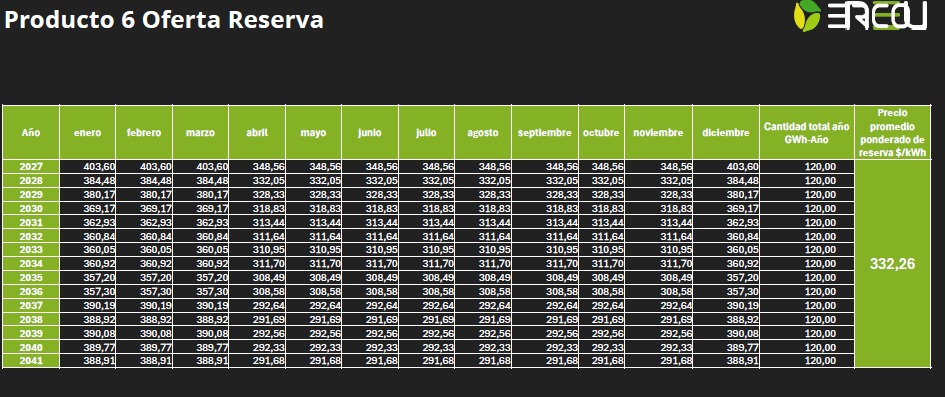 Producto 6 Oferta Reserva
ERECU
Año enero febrero marzo abril mayo junio julio agosto septiembre octubre noviembre diciembre Cantidad total año GWh-Año Precio promedio ponderado de reserva $/kWh
2027 403,60 403,60 403,60 348,56 348,56 348,56 348,56 348,56 348,56 348,56 348,56 403,60 120,00
2028 384,48 384,48 384,48 332,05 332,05 332,05 332,05 332,05 332,05 332,05 332,05 384,48 120,00
2029 380,17 380,17 380,17 328,33 328,33 328,33 328,33 328,33 328,33 328,33 328,33 380,17 120,00
2030 369,17 369,17 369,17 318,83 318,83 318,83 318,83 318,83 318,83 318,83 318,83 369,17 120,00
2031 362,93 362,93 362,93 313,44 313,44 313,44 313,44 313,44 313,44 313,44 313,44 362,93 120,00
2032 360,84 360,84 360,84 311,64 311,64 311,64 311,64 311,64 311,64 311,64 311,64 360,84 120,00
2033 360,05 360,05 360,05 310,95 310,95 310,95 310,95 310,95 310,95 310,95 310,95 360,05 120,00
2034 360,92 360,92 360,92 311,70 311,70 311,70 311,70 311,70 311,70 311,70 311,70 360,92 120,00 332,26
2035 357,20 357,20 357,20 308,49 308,49 308,49 308,49 308,49 308,49 308,49 308,49 357,20 120,00
2036 357,30 357,30 357,30 308,58 308,58 308,58 308,58 308,58 308,58 308,58 308,58 357,30 120,00
2037 390,19 390,19 390,19 292,64 292,64 292,64 292,64 292,64 292,64 292,64 292,64 390,19 120,00
2038 388,92 388,92 388,92 291,69 291,69 291,69 291,69 291,69 291,69 291,69 291,69 388,92 120,00
2039 390,08 390,08 390,08 292,56 292,56 292,56 292,56 292,56 292,56 292,56 292,56 390,08 120,00
2040 389,77 389,77 389,77 292,33 292,33 292,33 292,33 292,33 292,33 292,33 292,33 389,77 120,00
2041 388,91 388,91 388,91 291,68 291,68 291,68 291,68 291,68 291,68 291,68 291,68 388,91 120,00